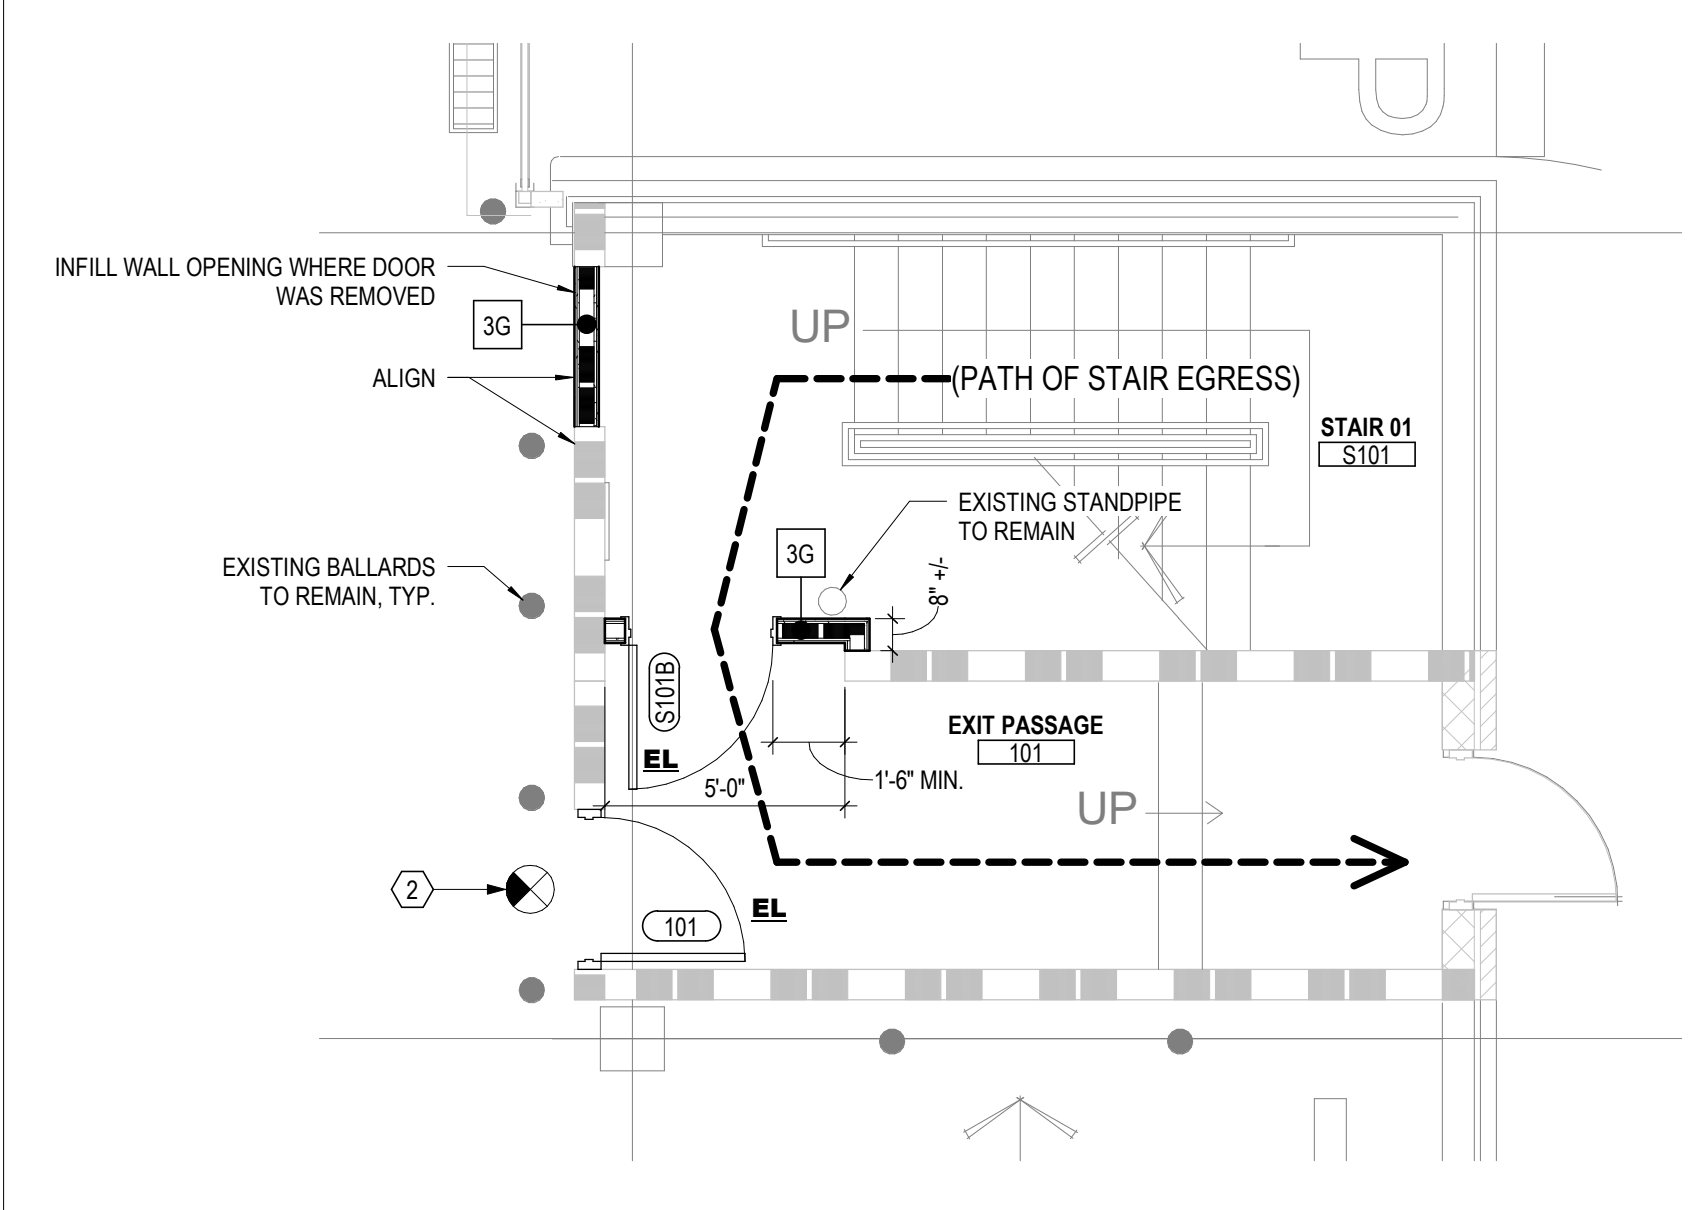 INFILL WALL OPENING WHERE DOOR
WAS REMOVED
3G
UP
ALIGN
(PATH OF STAIR EGRESS)
STAIR 01
S101
EXISTING STANDPIPE
TO REMAIN
3G
8" +/-
EXISTING BALLARDS
TO REMAIN, TYP.
S101B
EXIT PASSAGE
101
EL
5'-0"
1'-6" MIN.
UP
2
EL
101